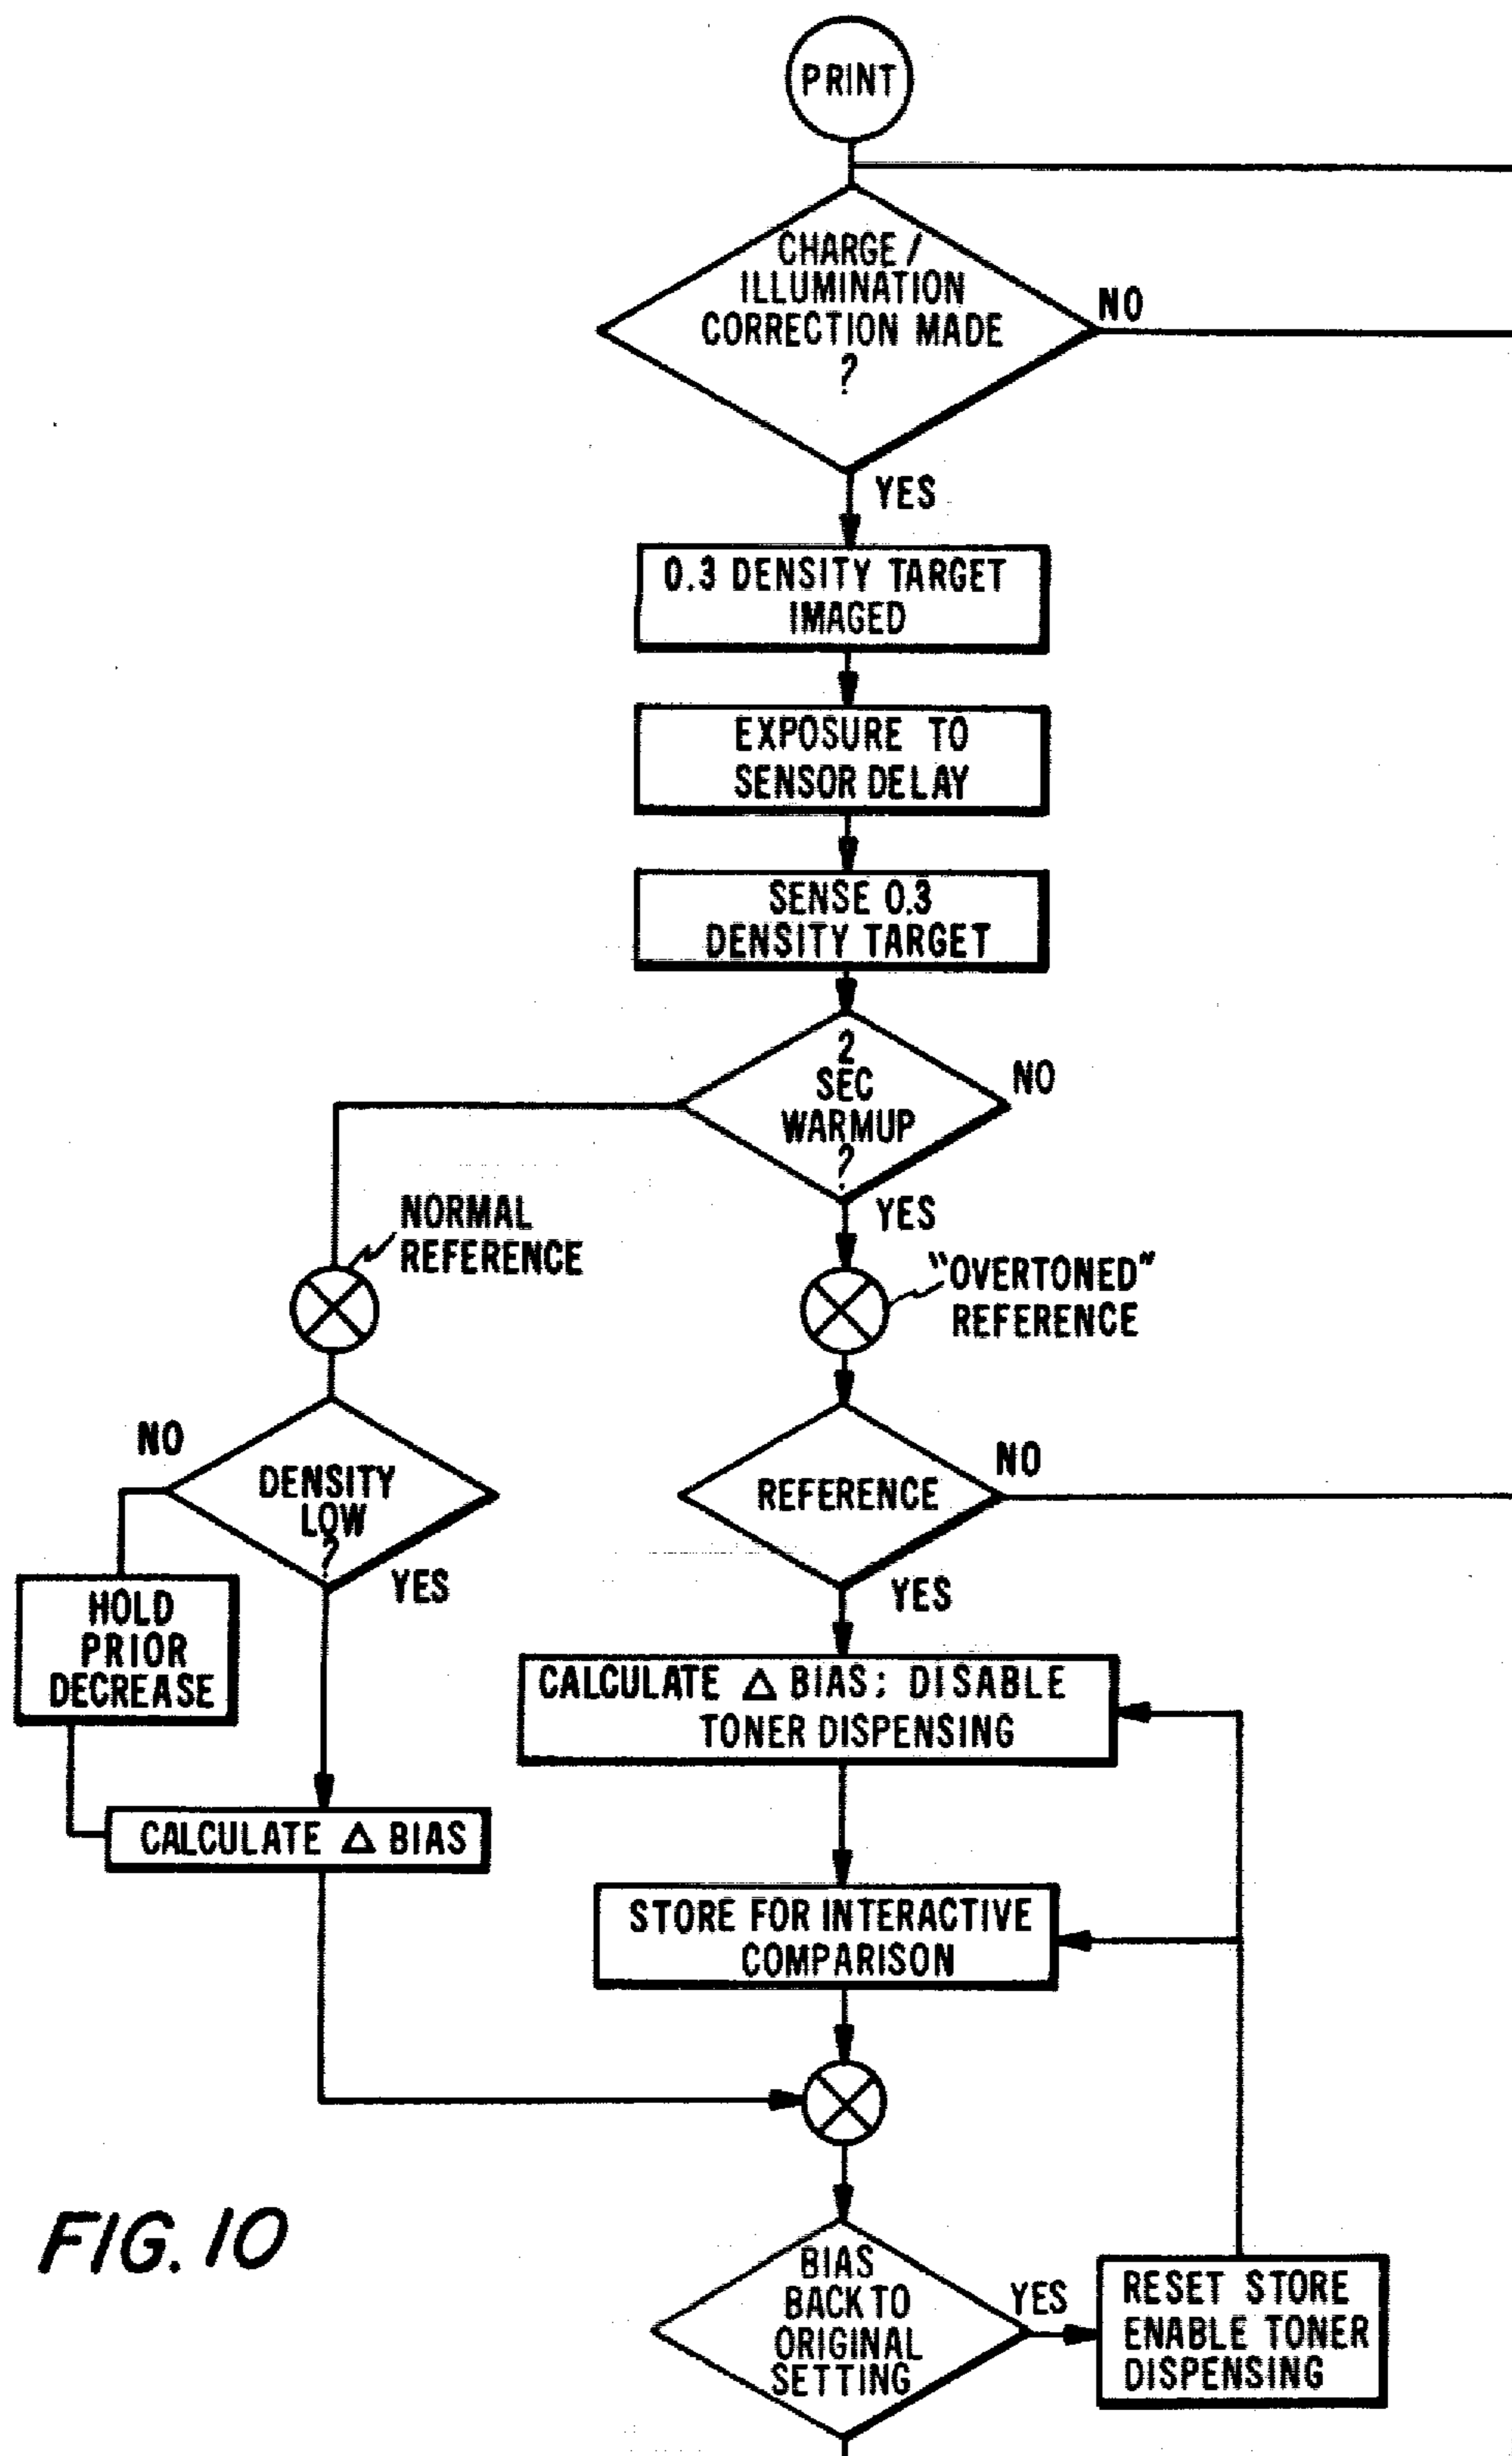 PRINT
CHARGE /
ILLUMINATION
CORRECTION MADE
?
NO
YES
0.3 DENSITY TARGET
IMAGED
EXPOSURE TO
SENSOR DELAY
SENSE 0.3
DENSITY TARGET
2
SEC
WARMUP
?
NO
YES
NORMAL
REFERENCE
"OVERTONED"
REFERENCE
NO
DENSITY
LOW
?
YES
REFERENCE
NO
YES
HOLD
PRIOR
DECREASE
CALCULATE Δ BIAS; DISABLE
TONER DISPENSING
CALCULATE Δ BIAS
STORE FOR INTERACTIVE
COMPARISON
BIAS
BACK TO
ORIGINAL
SETTING
YES
RESET STORE
ENABLE TONER
DISPENSING
FIG. 10